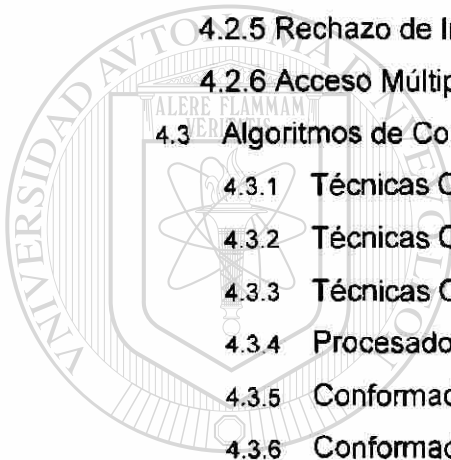 4.2.5 Rechazo de I
4.2.6 Acceso Múltip
ALERE FLAMMAM
VERITATIS
4.3 Algoritmos de Co
4.3.1 Técnicas C
4.3.2 Técnicas C
4.3.3 Técnicas C
4.3.4 Procesado
4.3.5 Conformac
4.3.6 Conformac